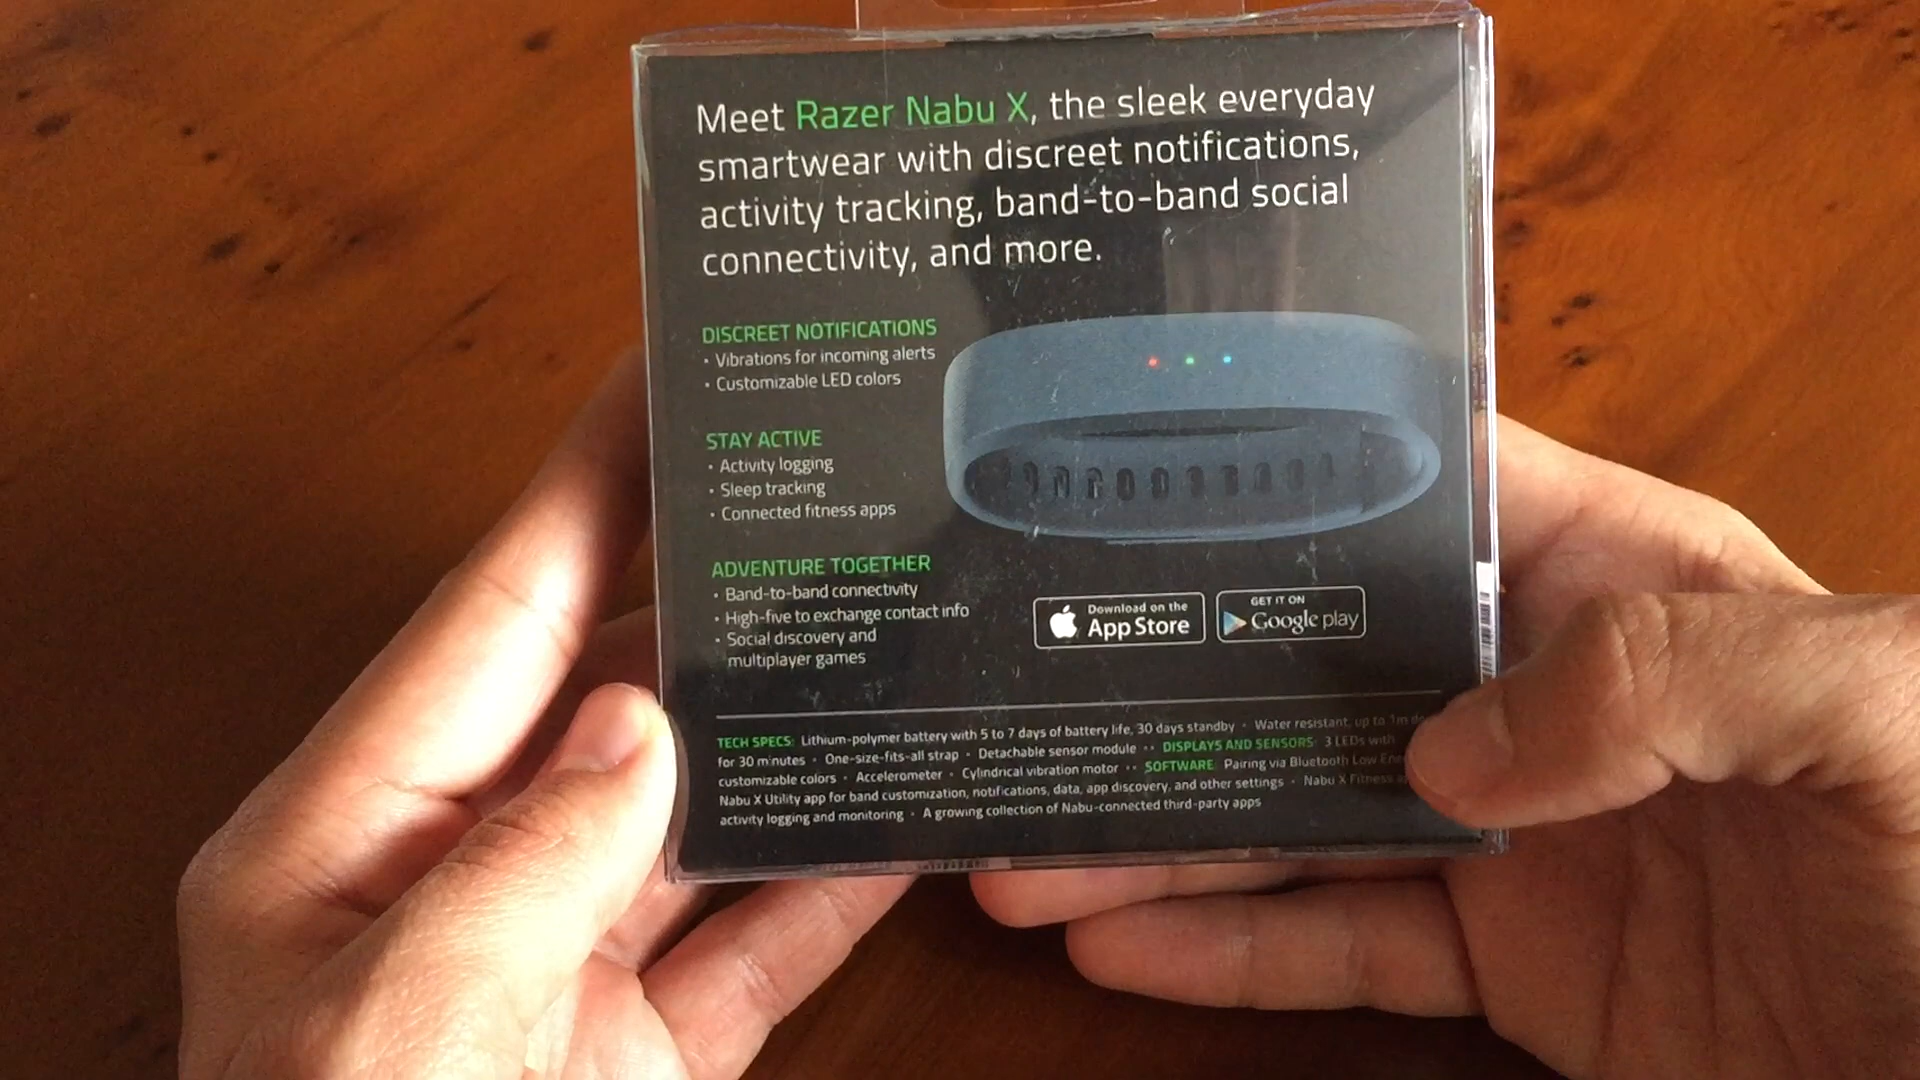 Meet Razer Nabu X, the sleek everyday
smartwear with discreet notifications,
activity tracking, band-to-band social
connectivity, and more.
DISCREET NOTIFICATIONS
• Vibrations for incoming alerts
• Customizable LED colors
STAY ACTIVE
• Activity logging
• Sleep tracking
• Connected fitness apps
ADVENTURE TOGETHER
• Band-to-band connectivity
• High-five to exchange contact info
• Social discovery and
multiplayer games
Download on the
App Store
GET IT ON
Google play
TECH SPECS: Lithium-polymer battery with 5 to 7 days of battery life, 30 days standby • Water resistant, up to 1m
for 30 minutes • One-size-fits-all strap • Detachable sensor module •• DISPLAYS AND SENSORS: 3 LEDs with
customizable colors • Accelerometer • Cylindrical vibration motor •• SOFTWARE: Pairing via Bluetooth Low
Nabu X Utility app for band customization, notifications, data, app discovery, and other settings • Nabu X Fitness
activity logging and monitoring • A growing collection of Nabu-connected third-party apps